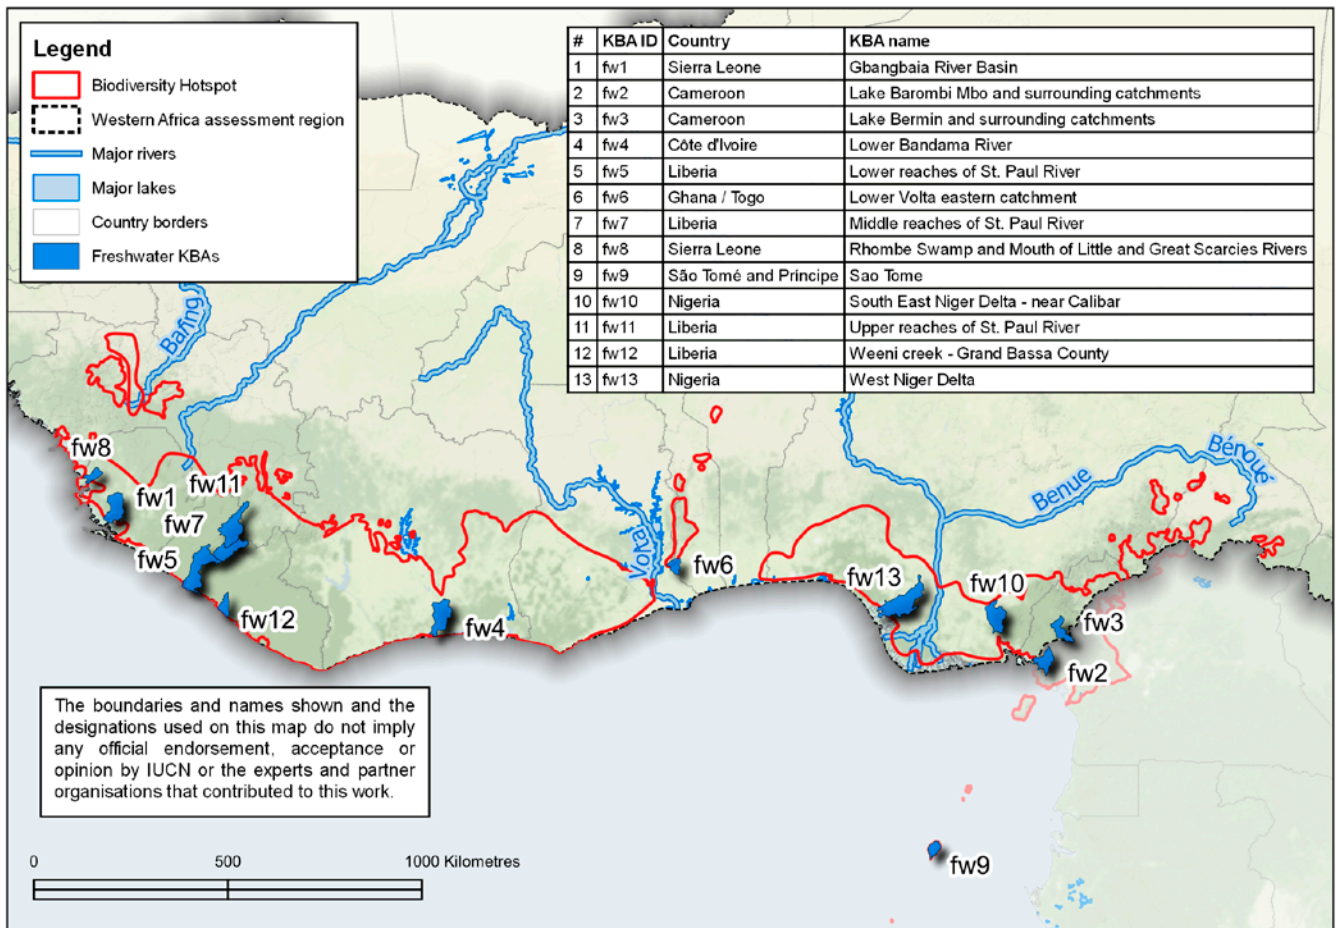 Legend
Biodiversity Hotspot
Western Africa assessment region
Major rivers
Major lakes
Country borders
Freshwater KBAs
# KBA ID Country KBA name
1 fw1 Sierra Leone Gbangbaia River Basin
2 fw2 Cameroon Lake Barombi Mbo and surrounding catchments
3 fw3 Cameroon Lake Bermin and surrounding catchments
4 fw4 Côte d'Ivoire Lower Bandama River
5 fw5 Liberia Lower reaches of St. Paul River
6 fw6 Ghana / Togo Lower Volta eastern catchment
7 fw7 Liberia Middle reaches of St. Paul River
8 fw8 Sierra Leone Rhombe Swamp and Mouth of Little and Great Scarcies Rivers
9 fw9 São Tomé and Príncipe Sao Tome
10 fw10 Nigeria South East Niger Delta - near Calibar
11 fw11 Liberia Upper reaches of St. Paul River
12 fw12 Liberia Weeni creek - Grand Bassa County
13 fw13 Nigeria West Niger Delta
Bafing
Bénoué
Benue
Volta
fw8
fw1
fw11
fw7
fw5
fw12
fw4
fw6
fw13
fw10
fw3
fw2
fw9
The boundaries and names shown and the
designations used on this map do not imply
any official endorsement, acceptance or
opinion by IUCN or the experts and partner
organisations that contributed to this work.
0 500 1000 Kilometres